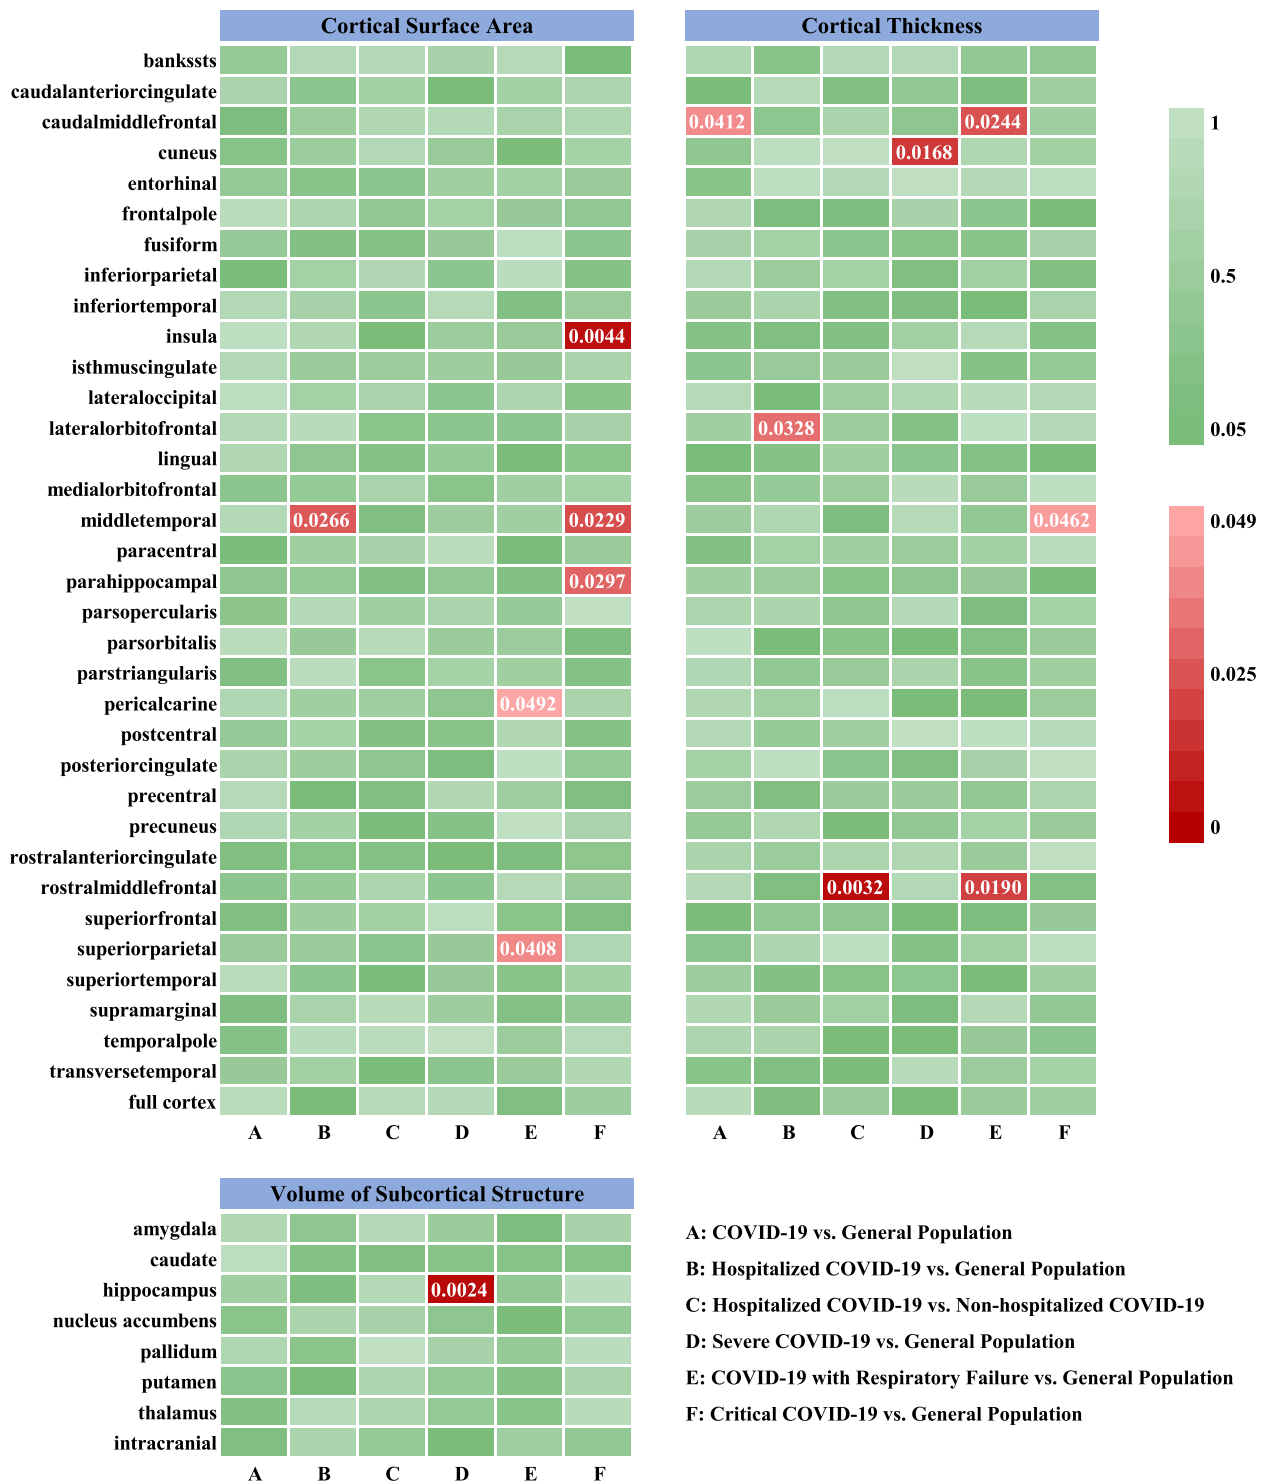 Cortical Surface Area
Cortical Thickness
bankssts
caudalanteriorcingulate
caudalmiddlefrontal 0.0412 0.0244
cuneus 0.0168
entorhinal
frontalpole
fusiform
inferiorparietal
inferiortemporal
insula 0.0044
isthmuscingulate
lateraloccipital
lateralorbitofrontal 0.0328
lingual
medialorbitofrontal
middletemporal 0.0266 0.0229 0.0462
paracentral
parahippocampal 0.0297
parsopercularis
parsorbitalis
parstriangularis
pericalcarine 0.0492
postcentral
posteriorcingulate
precentral
precuneus
rostralanteriorcingulate
rostralmiddlefrontal 0.0032 0.0190
superiorfrontal
superiorparietal 0.0408
superiortemporal
supramarginal
temporalpole
transversetemporal
full cortex
A B C D E F
A B C D E F
1
0.5
0.05
0.049
0.025
0
Volume of Subcortical Structure
amygdala
caudate
hippocampus 0.0024
nucleus accumbens
pallidum
putamen
thalamus
intracranial
A B C D E F
A: COVID-19 vs. General Population
B: Hospitalized COVID-19 vs. General Population
C: Hospitalized COVID-19 vs. Non-hospitalized COVID-19
D: Severe COVID-19 vs. General Population
E: COVID-19 with Respiratory Failure vs. General Population
F: Critical COVID-19 vs. General Population